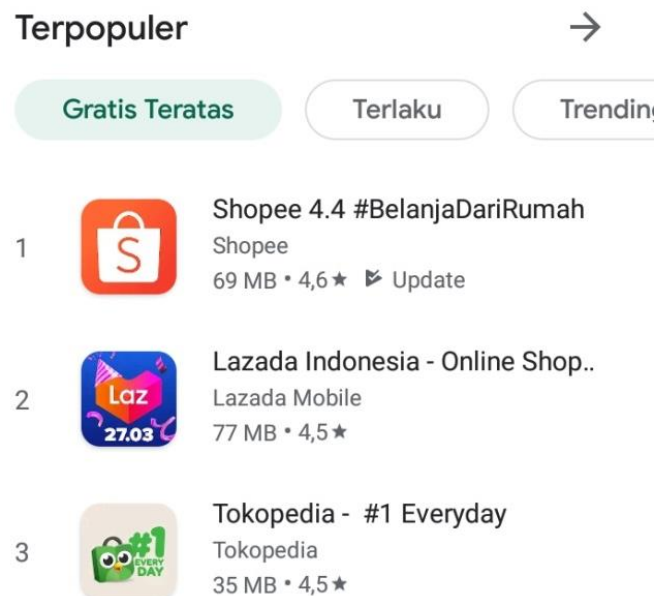 Terpopuler
Gratis Teratas
Terlaku
Trending
1
S
Shopee 4.4 #BelanjaDariRumah
Shopee
69 MB • 4,6★ Update
2
Laz
27.03
Lazada Indonesia - Online Shop..
Lazada Mobile
77 MB • 4,5★
3
#1
EVERY
DAY
Tokopedia - #1 Everyday
Tokopedia
35 MB • 4,5★